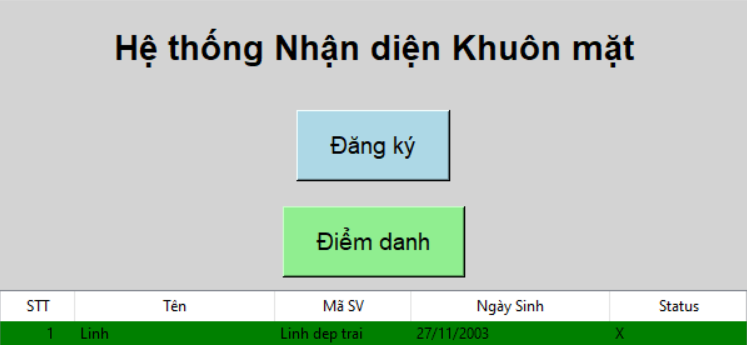 Hệ thống Nhận diện Khuôn mặt
Đăng ký
Điểm danh
STT Tên Mã SV Ngày Sinh Status
1 Linh Linh dep trai 27/11/2003 X